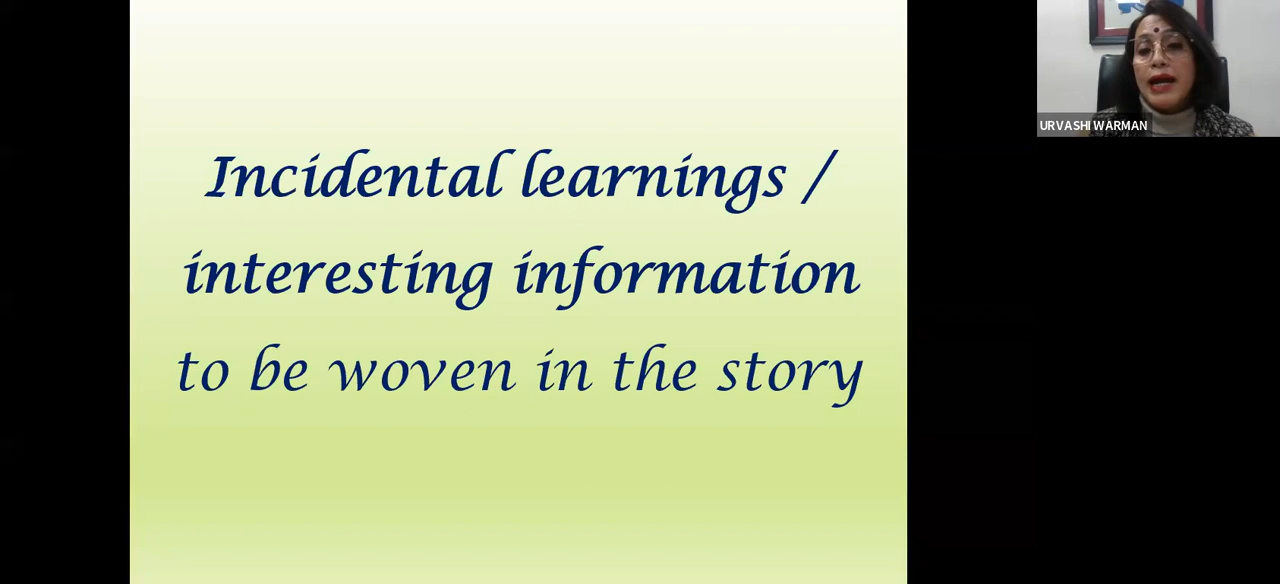 Incidental learnings /
interesting information
to be woven in the story
URVASHI WARMAN